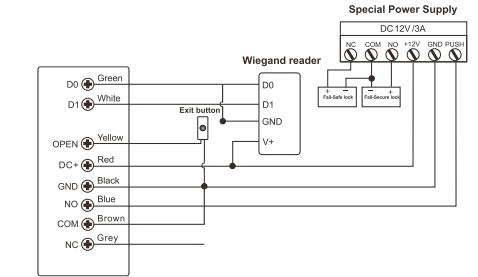 Special Power Supply
DC 12V /3A
NC COM NO +12V GND PUSH
Wiegand reader
+ − − +
Fail-Safe lock Fail-Secure lock
D0 Green D0
D1 White D1
Exit button
GND
OPEN Yellow
V+
DC+ Red
GND Black
NO Blue
COM Brown
NC Grey